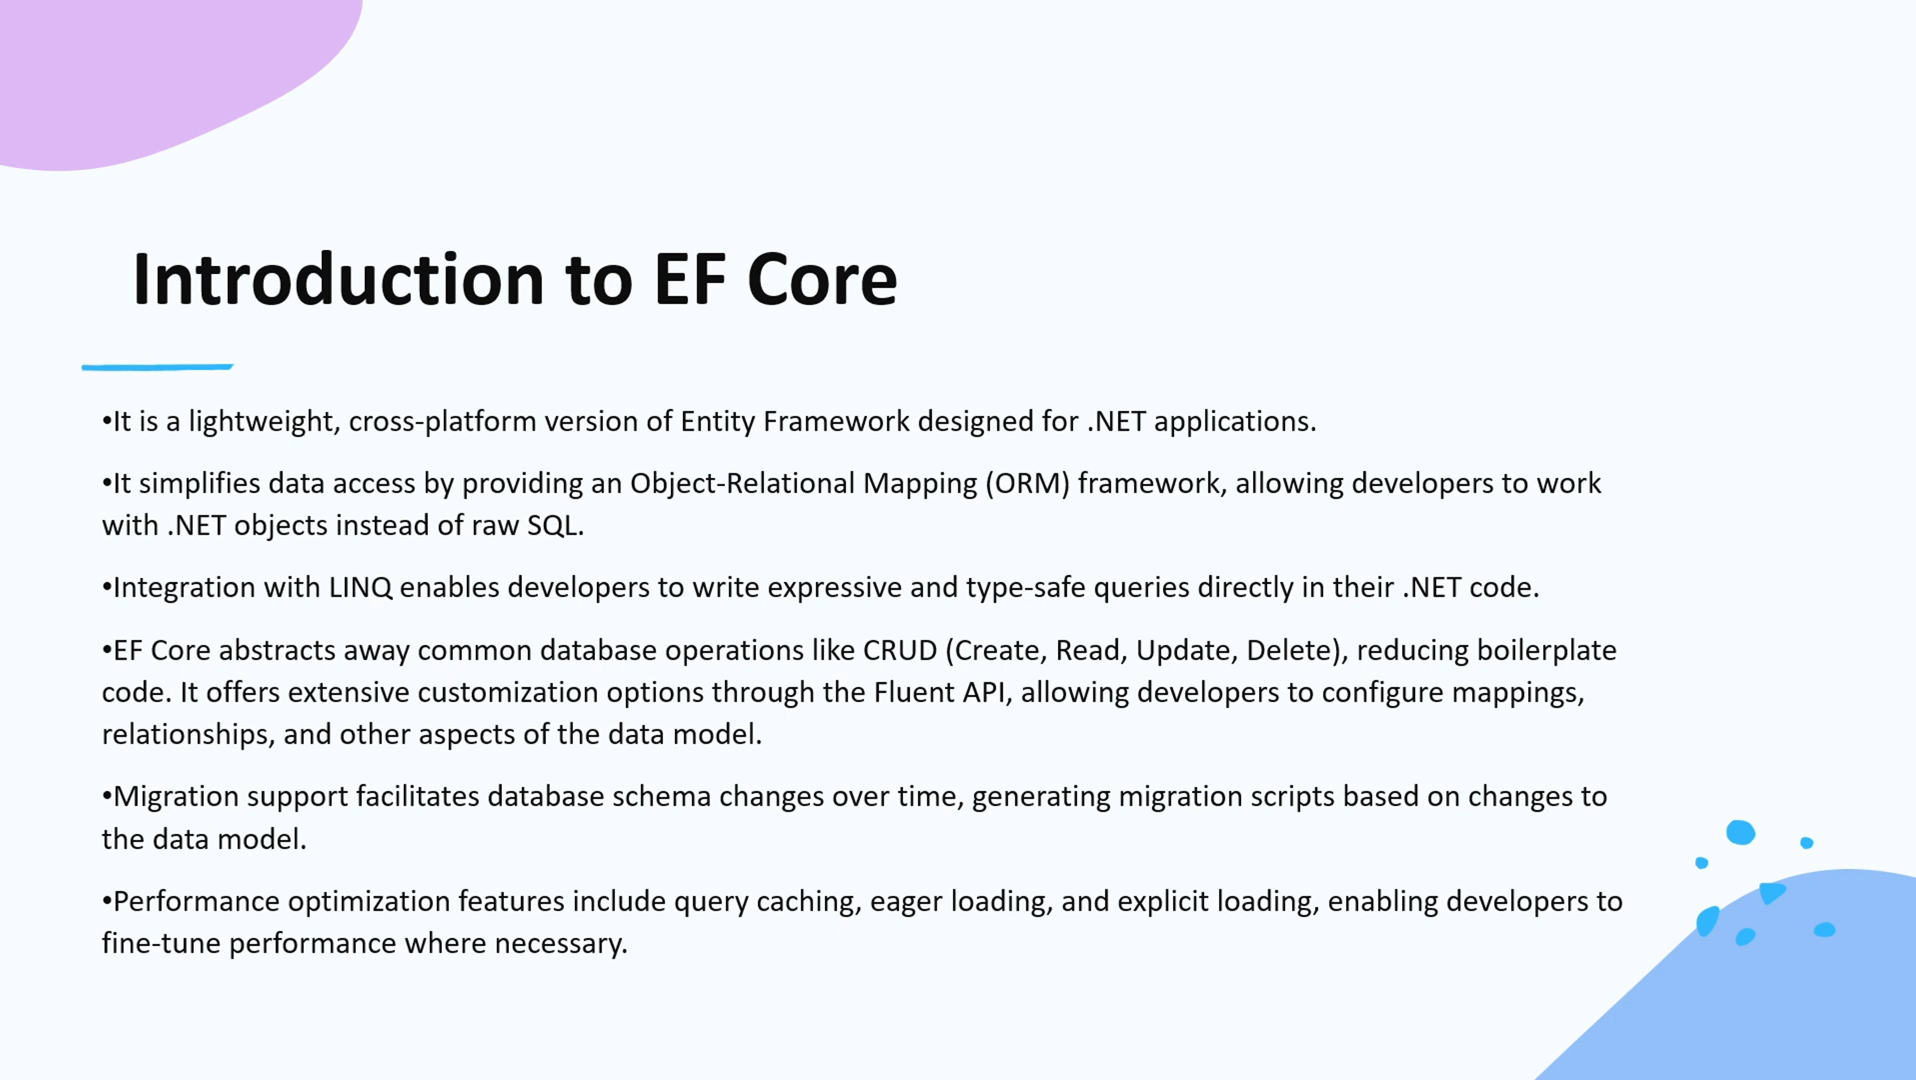 Introduction to EF Core
•It is a lightweight, cross-platform version of Entity Framework designed for .NET applications.
•It simplifies data access by providing an Object-Relational Mapping (ORM) framework, allowing developers to work
with .NET objects instead of raw SQL.
•Integration with LINQ enables developers to write expressive and type-safe queries directly in their .NET code.
•EF Core abstracts away common database operations like CRUD (Create, Read, Update, Delete), reducing boilerplate
code. It offers extensive customization options through the Fluent API, allowing developers to configure mappings,
relationships, and other aspects of the data model.
•Migration support facilitates database schema changes over time, generating migration scripts based on changes to
the data model.
•Performance optimization features include query caching, eager loading, and explicit loading, enabling developers to
fine-tune performance where necessary.